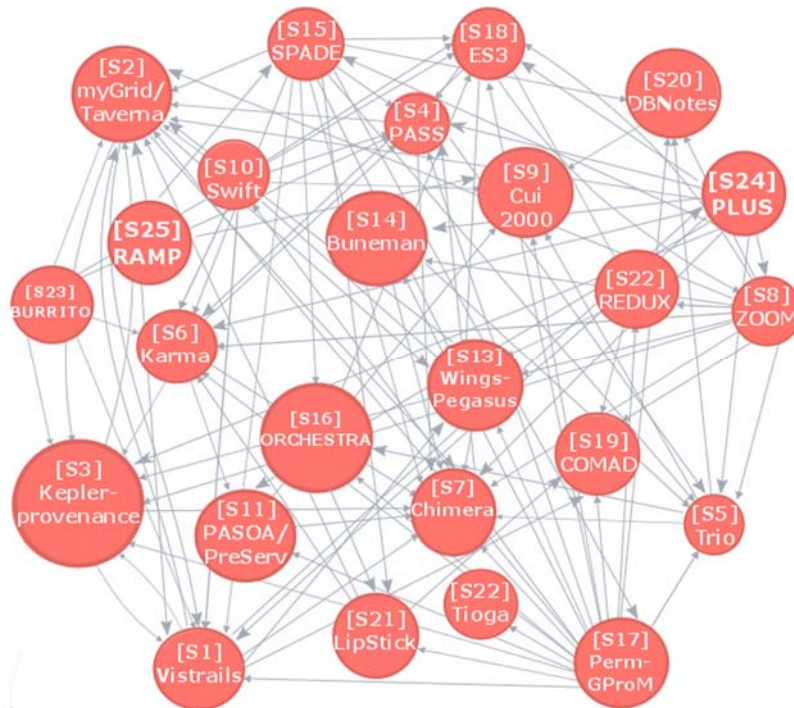 [S15]
SPADE
[S18]
ES3
[S2]
myGrid/
Taverna
[S20]
DBNotes
[S4]
PASS
[S10]
Swift
[S9]
Cui
2000
[S24]
PLUS
[S14]
Buneman
[S25]
RAMP
[S22]
REDUX
[S8]
ZOOM
[S23]
BURRITO
[S6]
Karma
[S13]
Wings-
Pegasus
[S16]
ORCHESTRA
[S19]
COMAD
[S3]
Kepler-
provenance
[S7]
Chimera
[S11]
PASOA/
PreServ
[S5]
Trio
[S22]
Tioga
[S21]
LipStick
[S17]
Perm-
GProM
[S1]
Vistrails